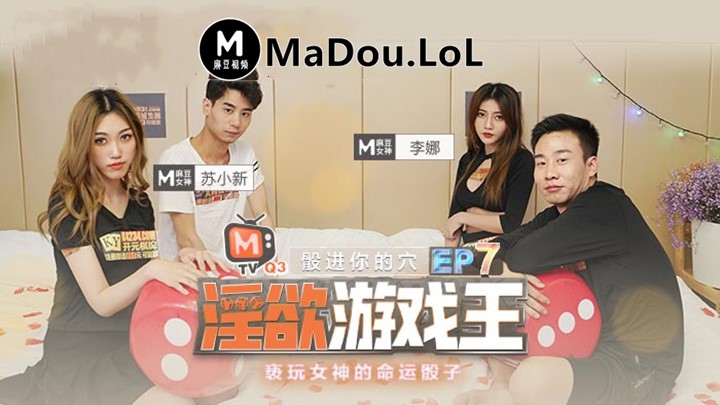 M
麻豆视频
MaDou.LoL
M 麻豆女神 苏小新
M 麻豆女神 李娜
M
TV Q3
骰进你的穴 EP7
淫欲游戏王
亵玩女神的命运骰子